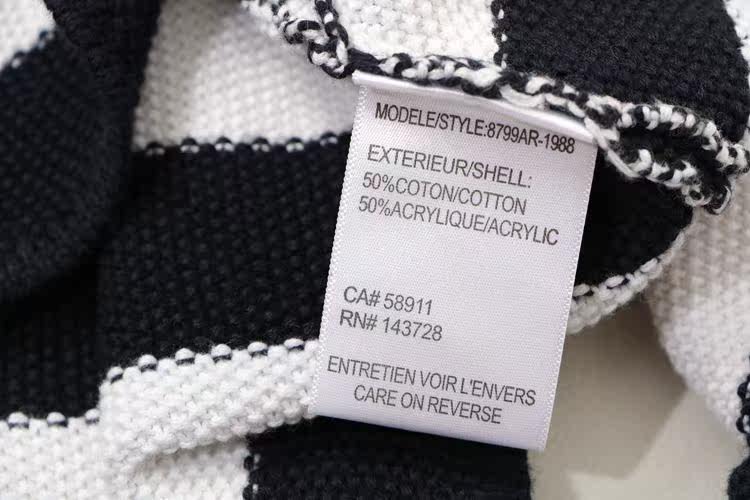 MODELE/STYLE:8799AR-1988
EXTERIEUR/SHELL:
50%COTON/COTTON
50%ACRYLIQUE/ACRYLIC
CA# 58911
RN# 143728
ENTRETIEN VOIR L'ENVERS
CARE ON REVERSE